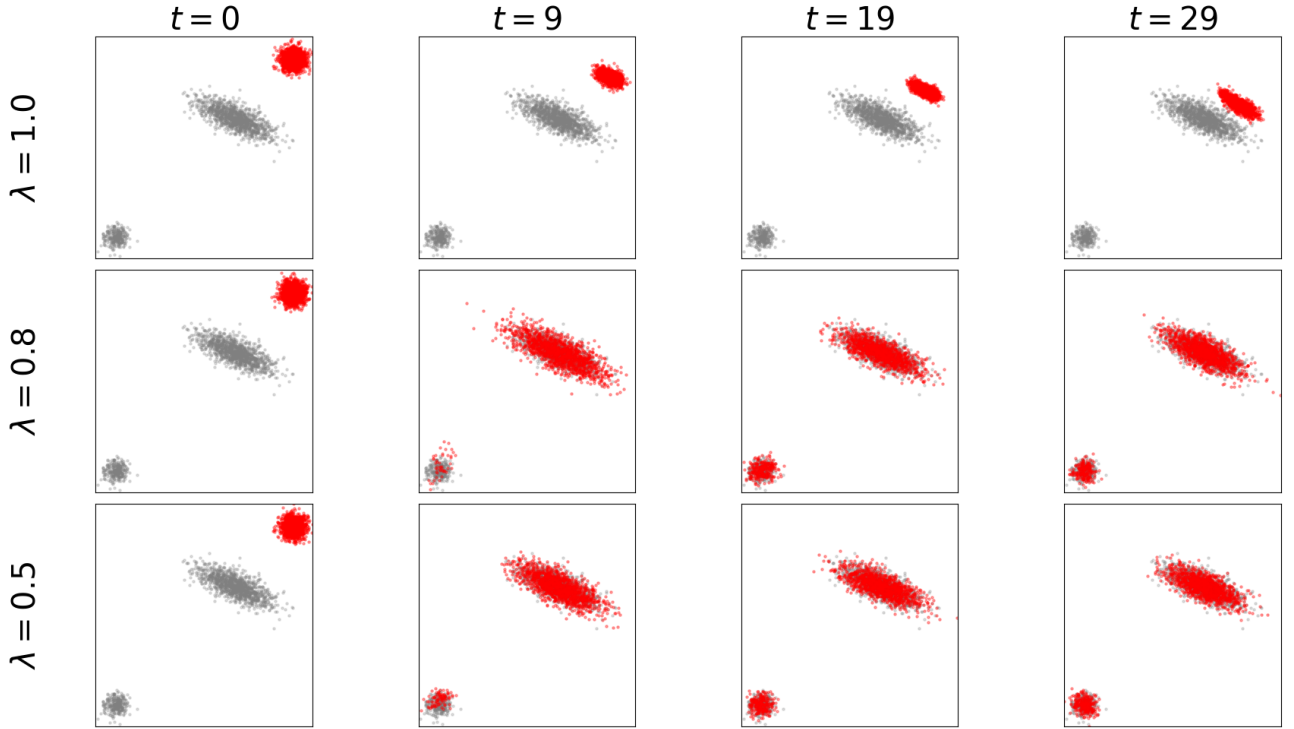 t = 0
t = 9
t = 19
t = 29
λ = 1.0
λ = 0.8
λ = 0.5